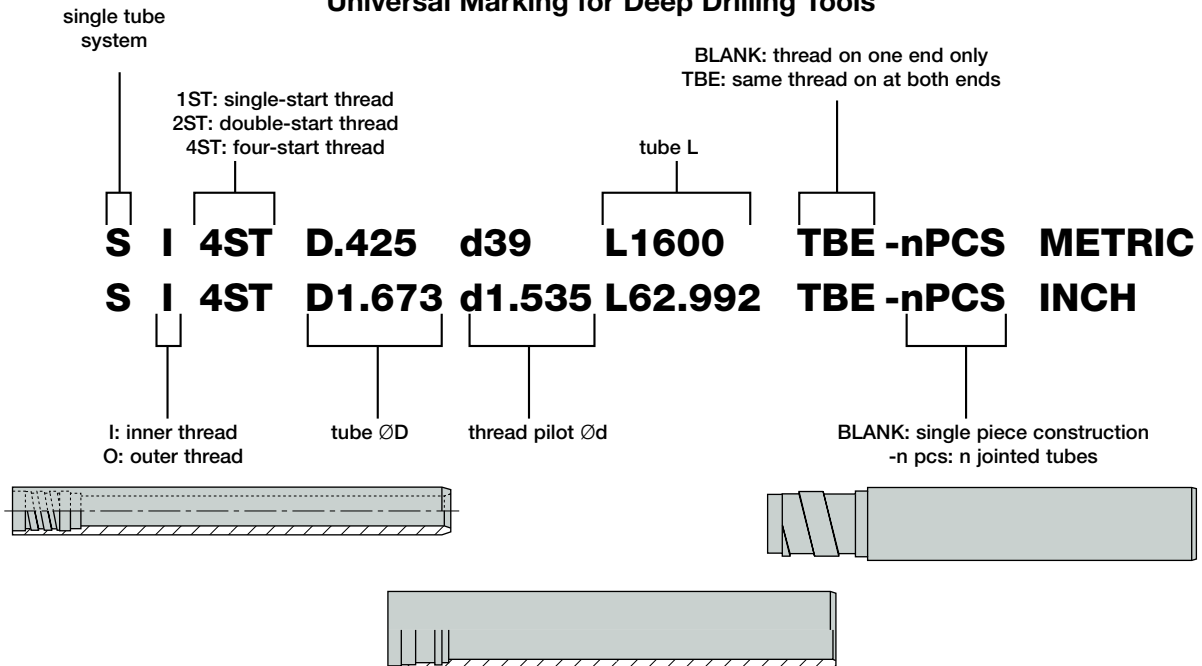 Universal Marking for Deep Drilling Tools
single tube
system
BLANK: thread on one end only
TBE: same thread on at both ends
1ST: single-start thread
2ST: double-start thread
4ST: four-start thread
tube L
S I 4ST D.425 d39 L1600 TBE -nPCS METRIC
S I 4ST D1.673 d1.535 L62.992 TBE -nPCS INCH
I: inner thread
O: outer thread
tube ØD
thread pilot Ød
BLANK: single piece construction
-n pcs: n jointed tubes